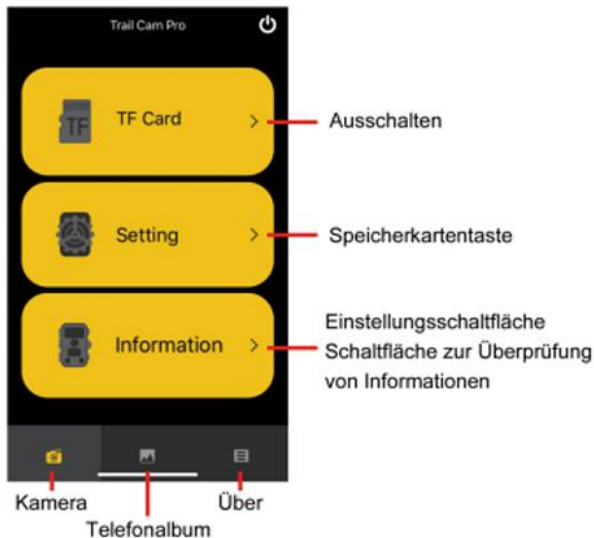 Trail Cam Pro
TF
TF Card
Ausschalten
Setting
Speicherkartentaste
Information
Einstellungsschaltfläche
Schaltfläche zur Überprüfung
von Informationen
Kamera
Über
Telefonalbum